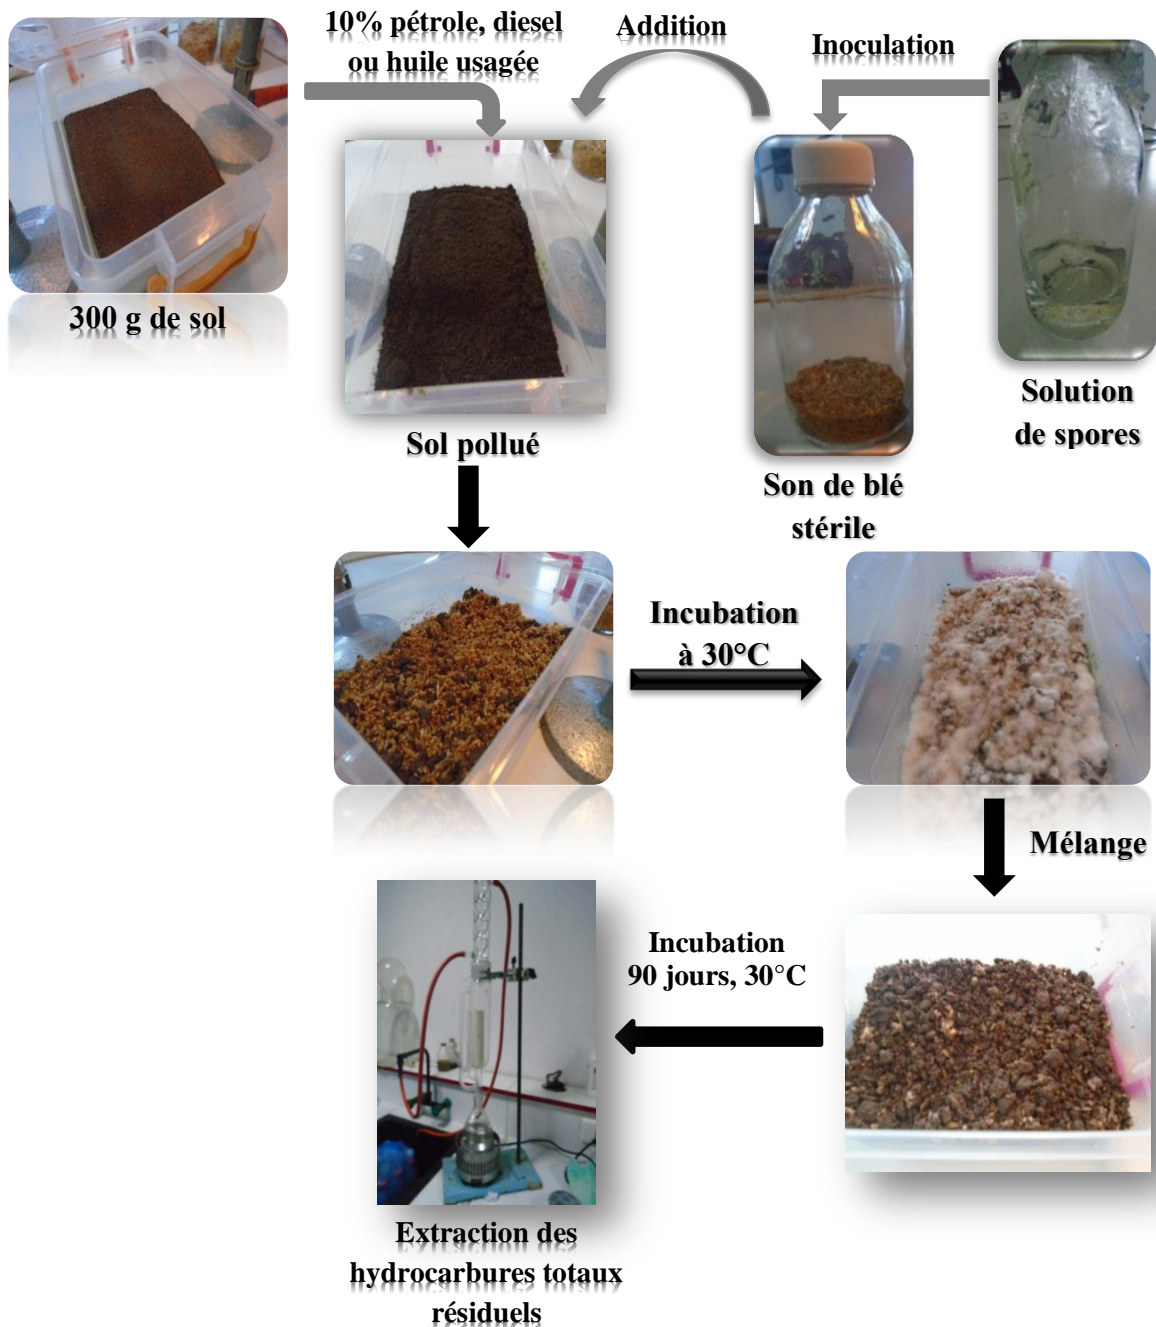 10% pétrole, diesel
ou huile usagée
Addition
Inoculation
300 g de sol
Sol pollué
Son de blé
stérile
Solution
de spores
Incubation
à 30°C
Mélange
Incubation
90 jours, 30°C
Extraction des
hydrocarbures totaux
résiduels